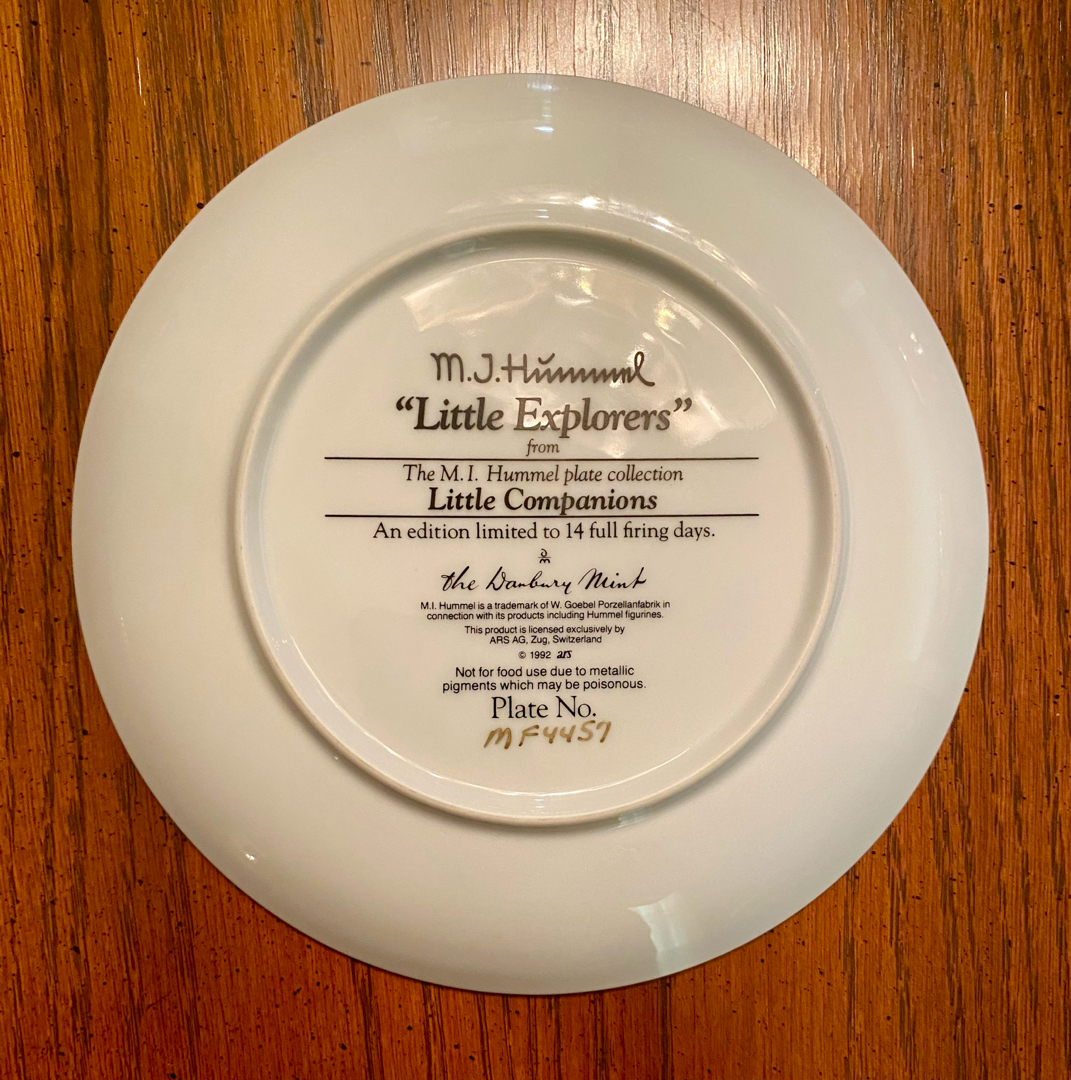 M.J.Hummel
“Little Explorers”
from
The M.I. Hummel plate collection
Little Companions
An edition limited to 14 full firing days.
D
M
the Danbury Mint
M.I. Hummel is a trademark of W. Goebel Porzellanfabrik in
connection with its products including Hummel figurines.
This product is licensed exclusively by
ARS AG, Zug, Switzerland
© 1992 ars
Not for food use due to metallic
pigments which may be poisonous.
Plate No.
MF4457